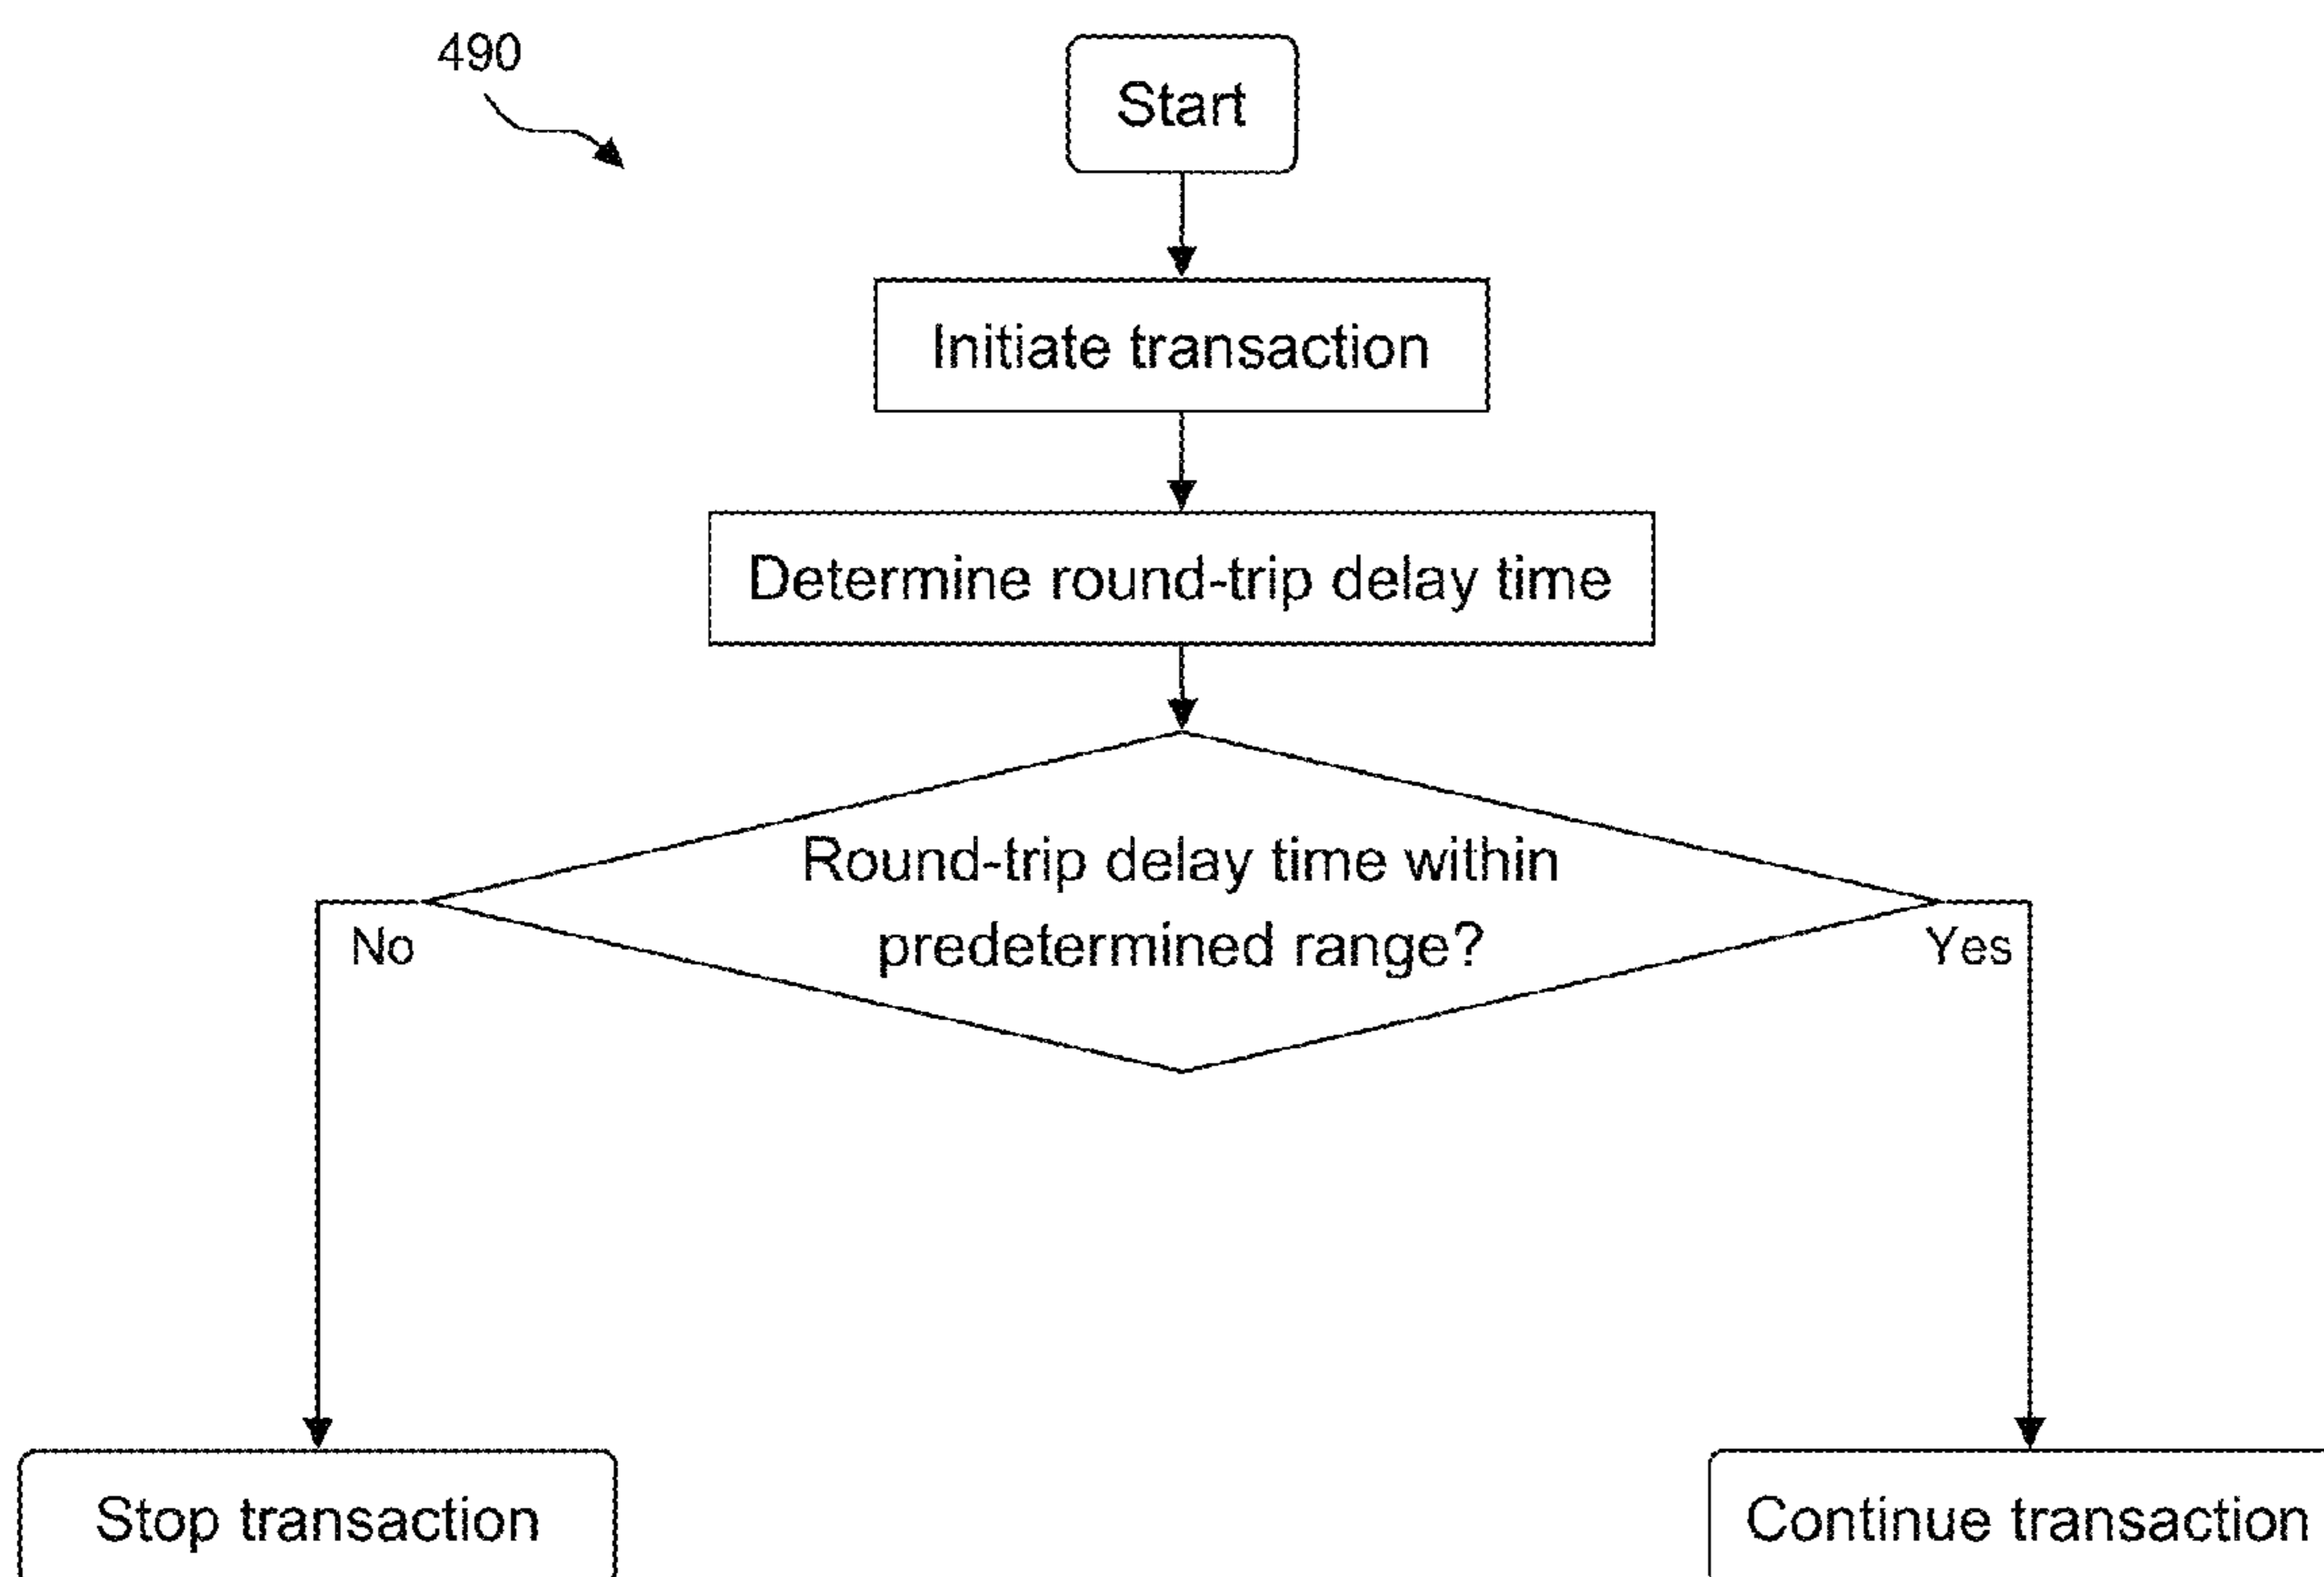 490
Start
Initiate transaction
Determine round-trip delay time
Round-trip delay time within
predetermined range?
No
Yes
Stop transaction
Continue transaction